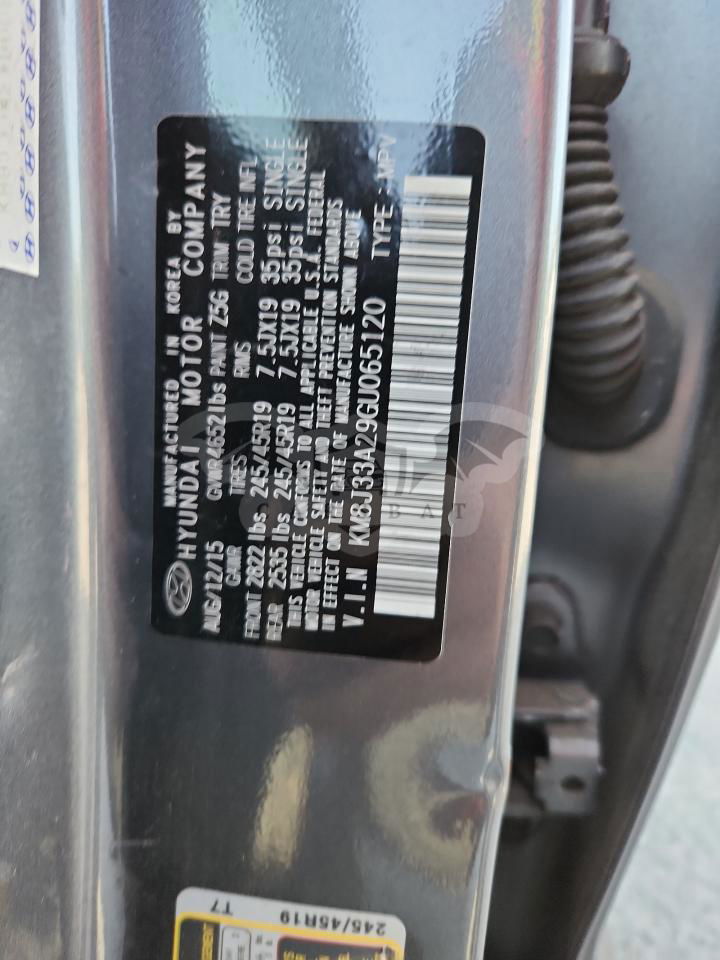 MANUFACTURED IN KOREA BY
HYUNDAI MOTOR COMPANY
AUG/12/15 GVWR4652lbs PAINT Z5G TRIM TRY
GAWR TIRES RIMS COLD TIRE INFL
FRONT 2822 lbs 245/45R19 7.5JX19 35psi SINGLE
REAR 2535 lbs 245/45R19 7.5JX19 35psi SINGLE
THIS VEHICLE CONFORMS TO ALL APPLICABLE U.S.A. FEDERAL
MOTOR VEHICLE SAFETY AND THEFT PREVENTION STANDARDS
IN EFFECT ON THE DATE OF MANUFACTURE SHOWN ABOVE
V.I.N KM8J33A29GU065120 TYPE : MPV
T7
245/45R19